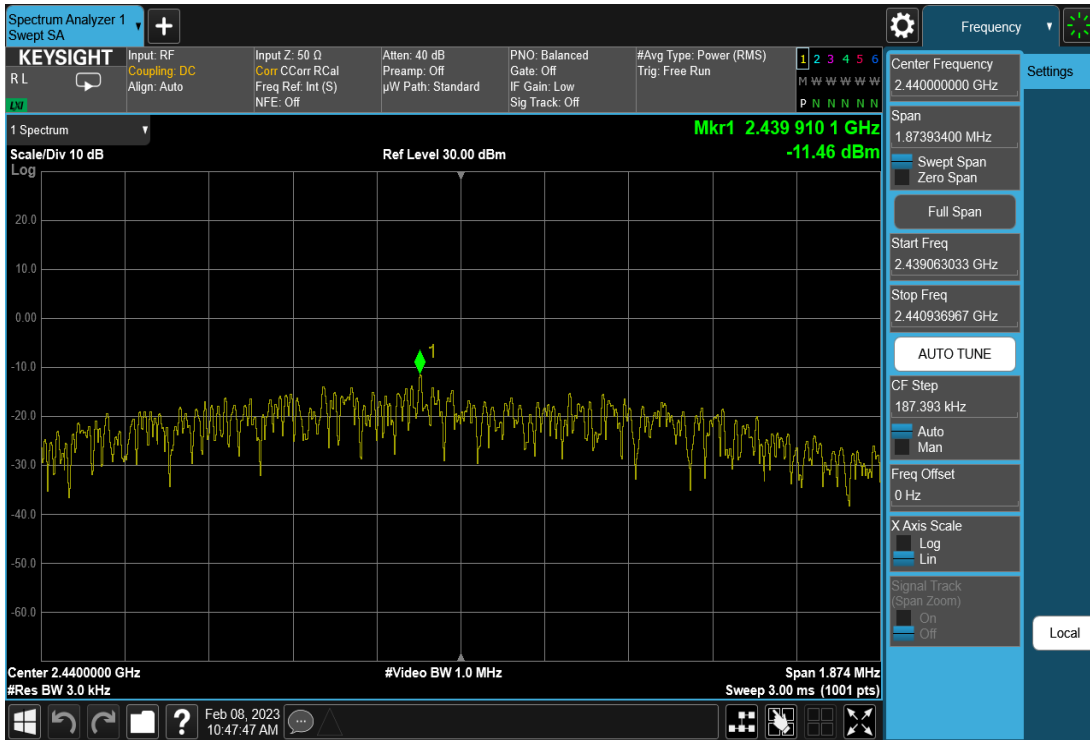 Spectrum Analyzer 1
Swept SA
Frequency
KEYSIGHT
R L
LXI
Input: RF
Coupling: DC
Align: Auto
Input Z: 50 Ω
Corr CCorr RCal
Freq Ref: Int (S)
NFE: Off
Atten: 40 dB
Preamp: Off
µW Path: Standard
PNO: Balanced
Gate: Off
IF Gain: Low
Sig Track: Off
#Avg Type: Power (RMS)
Trig: Free Run
1 2 3 4 5 6
M W W W W W
P N N N N N
1 Spectrum
Scale/Div 10 dB
Log
Ref Level 30.00 dBm
Mkr1 2.439 910 1 GHz
-11.46 dBm
20.0
10.0
0.00
-10.0
-20.0
-30.0
-40.0
-50.0
-60.0
1
Center 2.4400000 GHz
#Res BW 3.0 kHz
#Video BW 1.0 MHz
Span 1.874 MHz
Sweep 3.00 ms (1001 pts)
Center Frequency
2.440000000 GHz
Span
1.87393400 MHz
Swept Span
Zero Span
Full Span
Start Freq
2.439063033 GHz
Stop Freq
2.440936967 GHz
AUTO TUNE
CF Step
187.393 kHz
Auto
Man
Freq Offset
0 Hz
X Axis Scale
Log
Lin
Signal Track
(Span Zoom)
On
Off
Settings
Local
?
Feb 08, 2023
10:47:47 AM